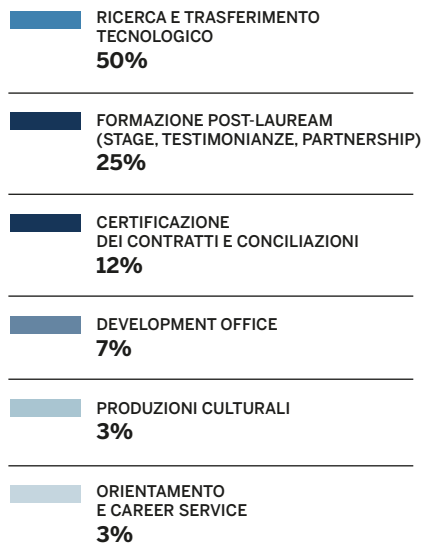 RICERCA E TRASFERIMENTO
TECNOLOGICO
50%
FORMAZIONE POST-LAUREAM
(STAGE, TESTIMONIANZE, PARTNERSHIP)
25%
CERTIFICAZIONE
DEI CONTRATTI E CONCILIAZIONI
12%
DEVELOPMENT OFFICE
7%
PRODUZIONI CULTURALI
3%
ORIENTAMENTO
E CAREER SERVICE
3%